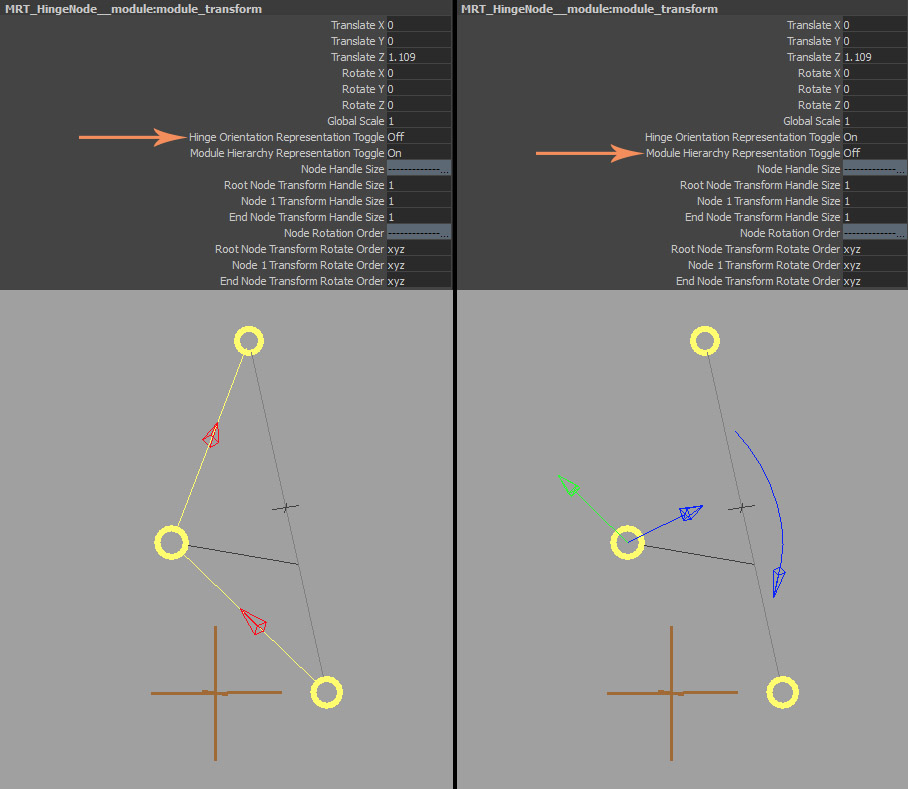 MRT_HingeNode__module:module_transform
Translate X 0
Translate Y 0
Translate Z 1.109
Rotate X 0
Rotate Y 0
Rotate Z 0
Global Scale 1
Hinge Orientation Representation Toggle Off
Module Hierarchy Representation Toggle On
Node Handle Size ---------------...
Root Node Transform Handle Size 1
Node 1 Transform Handle Size 1
End Node Transform Handle Size 1
Node Rotation Order ---------------...
Root Node Transform Rotate Order xyz
Node 1 Transform Rotate Order xyz
End Node Transform Rotate Order xyz
MRT_HingeNode__module:module_transform
Translate X 0
Translate Y 0
Translate Z 1.109
Rotate X 0
Rotate Y 0
Rotate Z 0
Global Scale 1
Hinge Orientation Representation Toggle On
Module Hierarchy Representation Toggle Off
Node Handle Size ---------------...
Root Node Transform Handle Size 1
Node 1 Transform Handle Size 1
End Node Transform Handle Size 1
Node Rotation Order ---------------...
Root Node Transform Rotate Order xyz
Node 1 Transform Rotate Order xyz
End Node Transform Rotate Order xyz